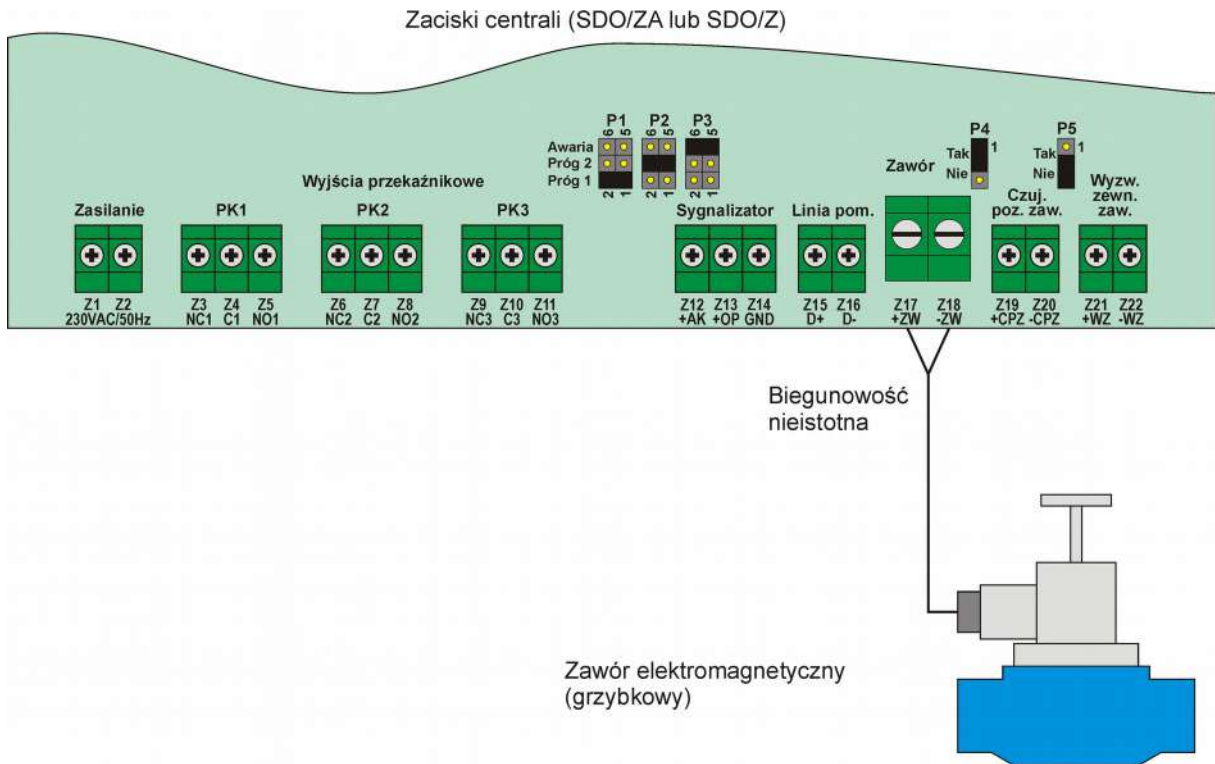 Zaciski centrali (SDO/ZA lub SDO/Z)
P1 P2 P3
6 5 6 5 6 5
Awaria
Próg 2
Próg 1
2 1 2 1 2 1
P4
1
Tak
Nie
P5
1
Tak
Nie
Wyjścia przekaźnikowe
Zawór
Zasilanie
PK1
PK2
PK3
Sygnalizator
Linia pom.
Czuj.
poz. zaw.
Wyzw.
zewn.
zaw.
Z1 Z2
230VAC/50Hz
Z3 Z4 Z5
NC1 C1 NO1
Z6 Z7 Z8
NC2 C2 NO2
Z9 Z10 Z11
NC3 C3 NO3
Z12 Z13 Z14
+AK +OP GND
Z15 Z16
D+ D-
Z17 Z18
+ZW -ZW
Z19 Z20
+CPZ -CPZ
Z21 Z22
+WZ -WZ
Biegunowość
nieistotna
Zawór elektromagnetyczny
(grzybkowy)